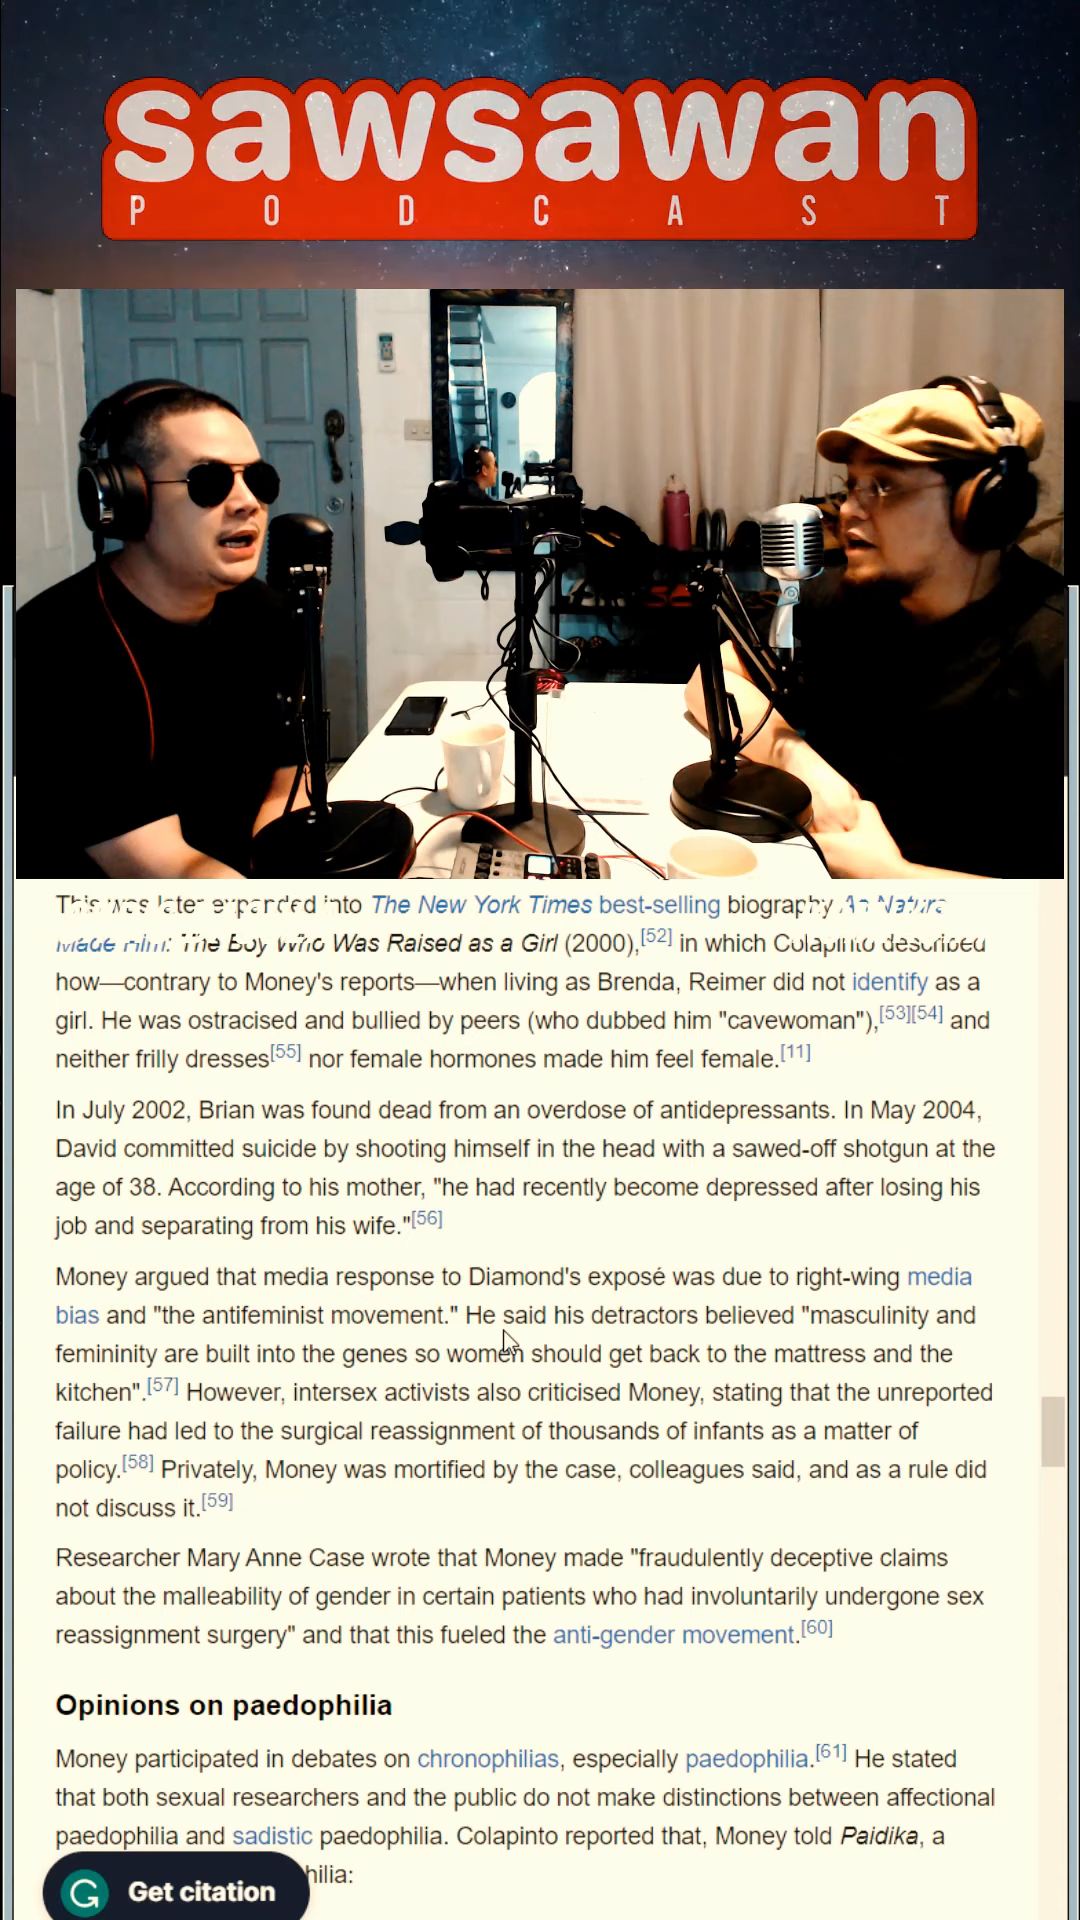 sawsawan
PODCAST
This was later expanded into The New York Times best-selling biography As Nature
Made Him: The Boy Who Was Raised as a Girl (2000),[52] in which Colapinto described
how—contrary to Money's reports—when living as Brenda, Reimer did not identify as a
girl. He was ostracised and bullied by peers (who dubbed him "cavewoman"),[53][54] and
neither frilly dresses[55] nor female hormones made him feel female.[11]
In July 2002, Brian was found dead from an overdose of antidepressants. In May 2004,
David committed suicide by shooting himself in the head with a sawed-off shotgun at the
age of 38. According to his mother, "he had recently become depressed after losing his
job and separating from his wife."[56]
Money argued that media response to Diamond's exposé was due to right-wing media
bias and "the antifeminist movement." He said his detractors believed "masculinity and
femininity are built into the genes so women should get back to the mattress and the
kitchen".[57] However, intersex activists also criticised Money, stating that the unreported
failure had led to the surgical reassignment of thousands of infants as a matter of
policy.[58] Privately, Money was mortified by the case, colleagues said, and as a rule did
not discuss it.[59]
Researcher Mary Anne Case wrote that Money made "fraudulently deceptive claims
about the malleability of gender in certain patients who had involuntarily undergone sex
reassignment surgery" and that this fueled the anti-gender movement.[60]
Opinions on paedophilia
Money participated in debates on chronophilias, especially paedophilia.[61] He stated
that both sexual researchers and the public do not make distinctions between affectional
paedophilia and sadistic paedophilia. Colapinto reported that, Money told Paidika, a
hilia:
Get citation